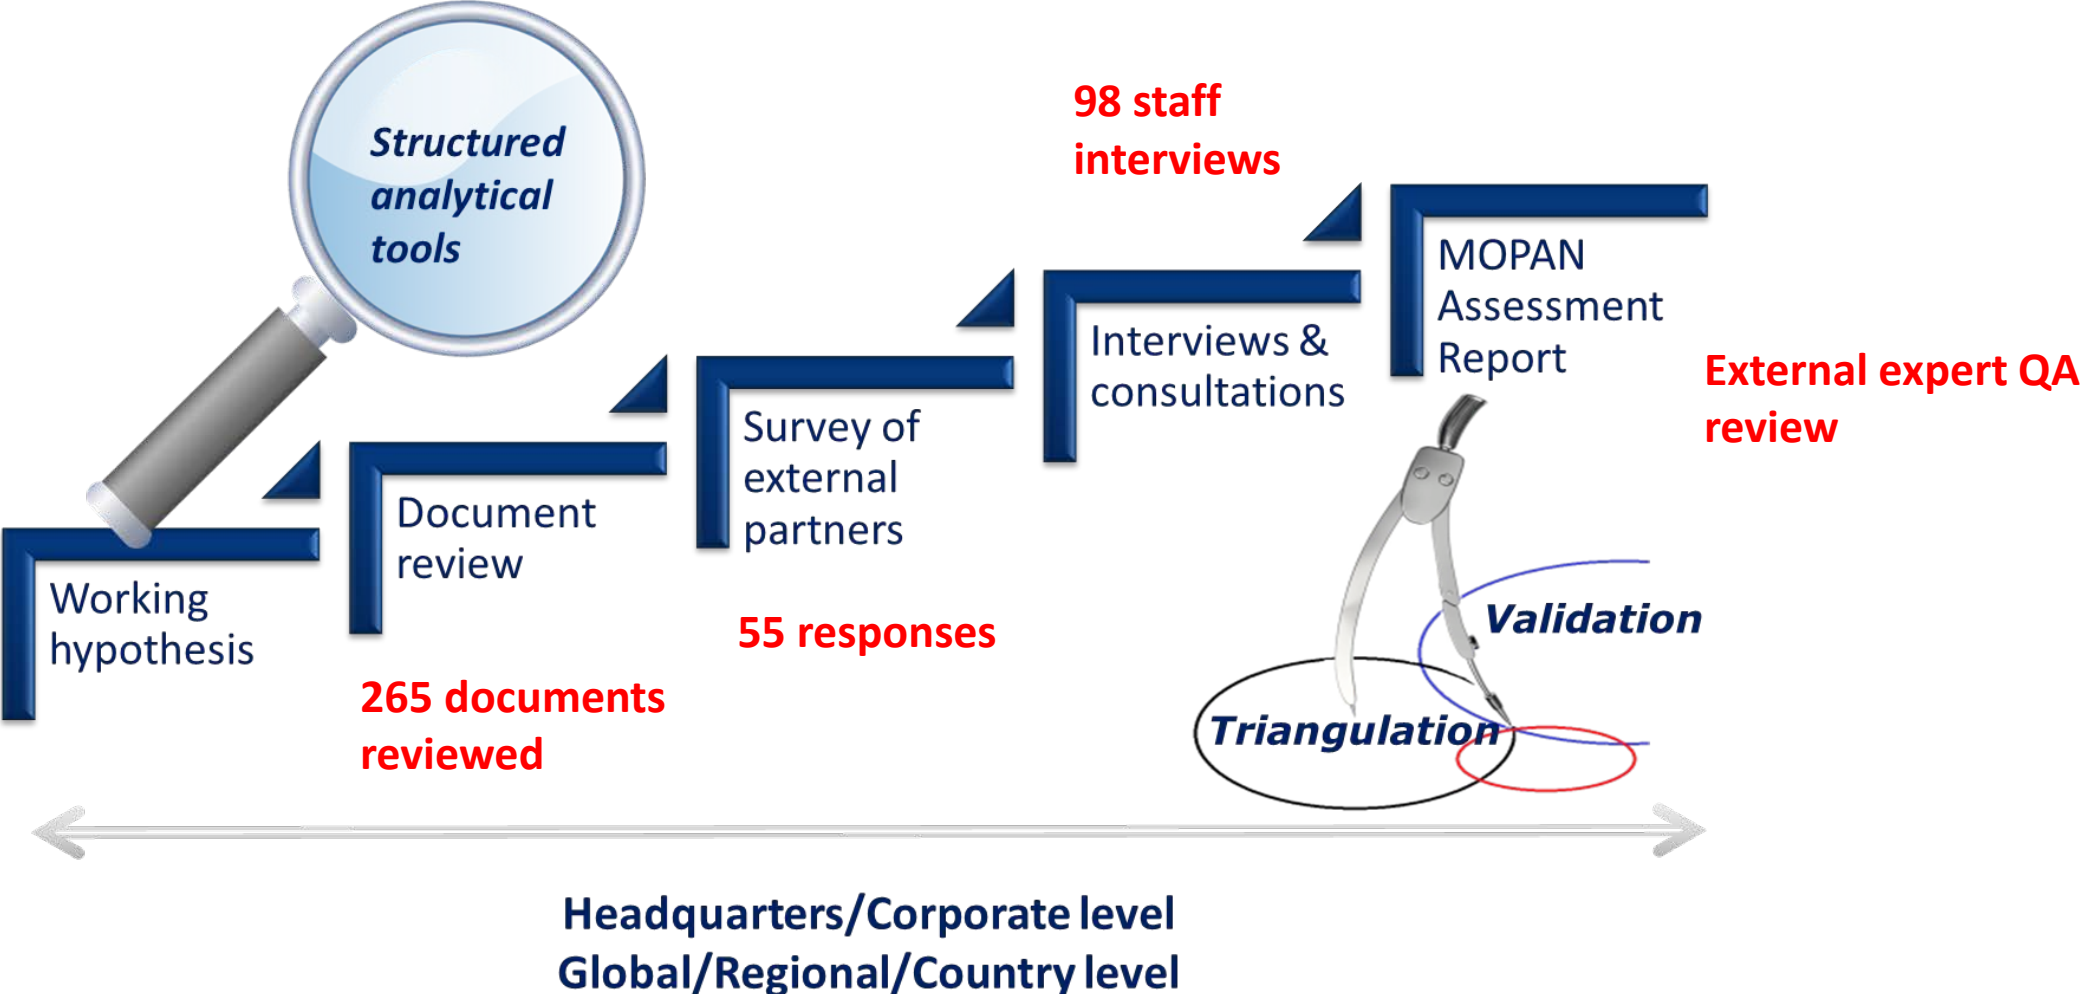 Structured
analytical
tools
98 staff
interviews
MOPAN
Assessment
Report
External expert QA
review
Interviews &
consultations
Survey of
external
partners
55 responses
Document
review
265 documents
reviewed
Working
hypothesis
Validation
Triangulation
Headquarters/Corporate level
Global/Regional/Country level